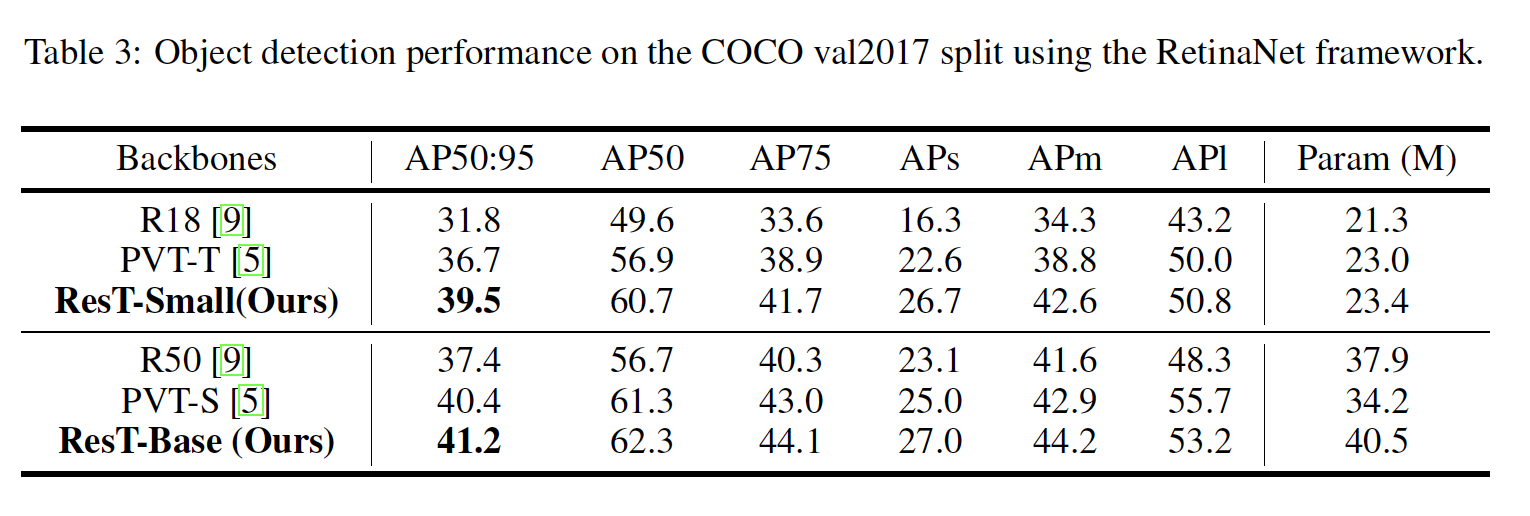 Table 3: Object detection performance on the COCO val2017 split using the RetinaNet framework.
Backbones AP50:95 AP50 AP75 APs APm APl Param (M)
R18 [9] 31.8 49.6 33.6 16.3 34.3 43.2 21.3
PVT-T [5] 36.7 56.9 38.9 22.6 38.8 50.0 23.0
ResT-Small(Ours) 39.5 60.7 41.7 26.7 42.6 50.8 23.4
R50 [9] 37.4 56.7 40.3 23.1 41.6 48.3 37.9
PVT-S [5] 40.4 61.3 43.0 25.0 42.9 55.7 34.2
ResT-Base (Ours) 41.2 62.3 44.1 27.0 44.2 53.2 40.5